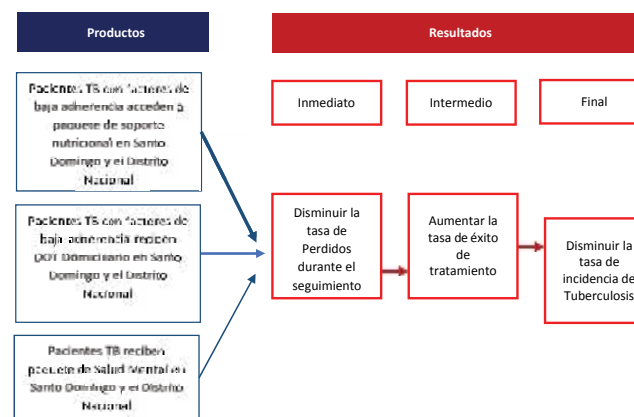 Productos
Resultados
Pacientes TB con factores de
baja adherencia acceden a
paquete de soporte
nutricional en Santo
Domingo y el Distrito
Nacional
Inmediato
Intermedio
Final
Pacientes TB con factores de
baja adherencia reciben
DOT Domiciliario en Santo
Domingo y el Distrito
Nacional
Disminuir la
tasa de
Perdidos
durante el
seguimiento
Aumentar la
tasa de éxito
de
tratamiento
Disminuir la
tasa de
incidencia de
Tuberculosis
Pacientes TB reciben
paquete de Salud Mental en
Santo Domingo y el Distrito
Nacional